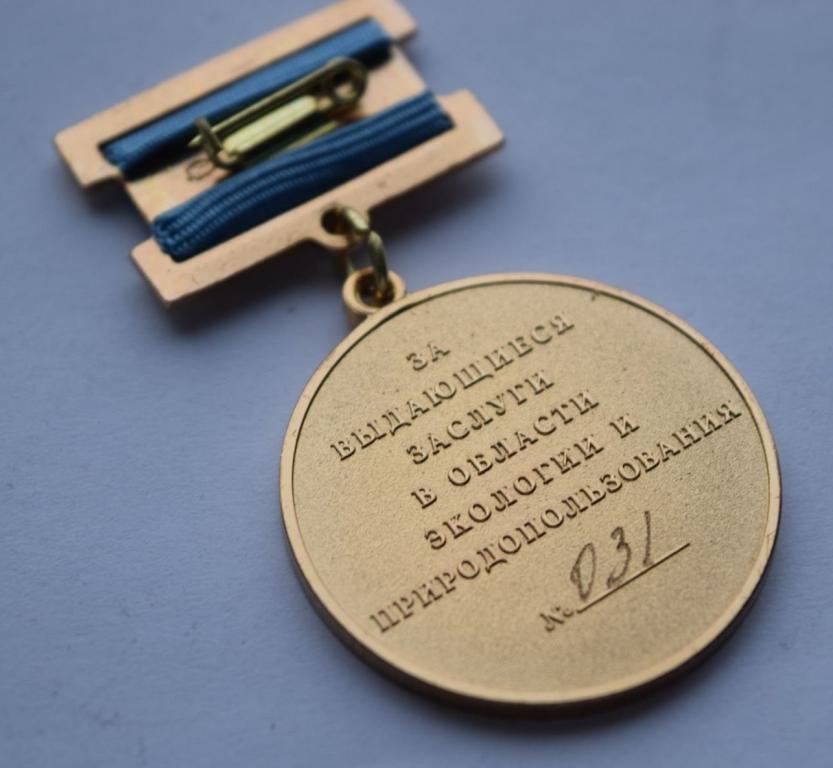 ЗА
ВЫДАЮЩИЕСЯ
ЗАСЛУГИ
В ОБЛАСТИ
ЭКОЛОГИИ И
ПРИРОДОПОЛЬЗОВАНИЯ
№ 031